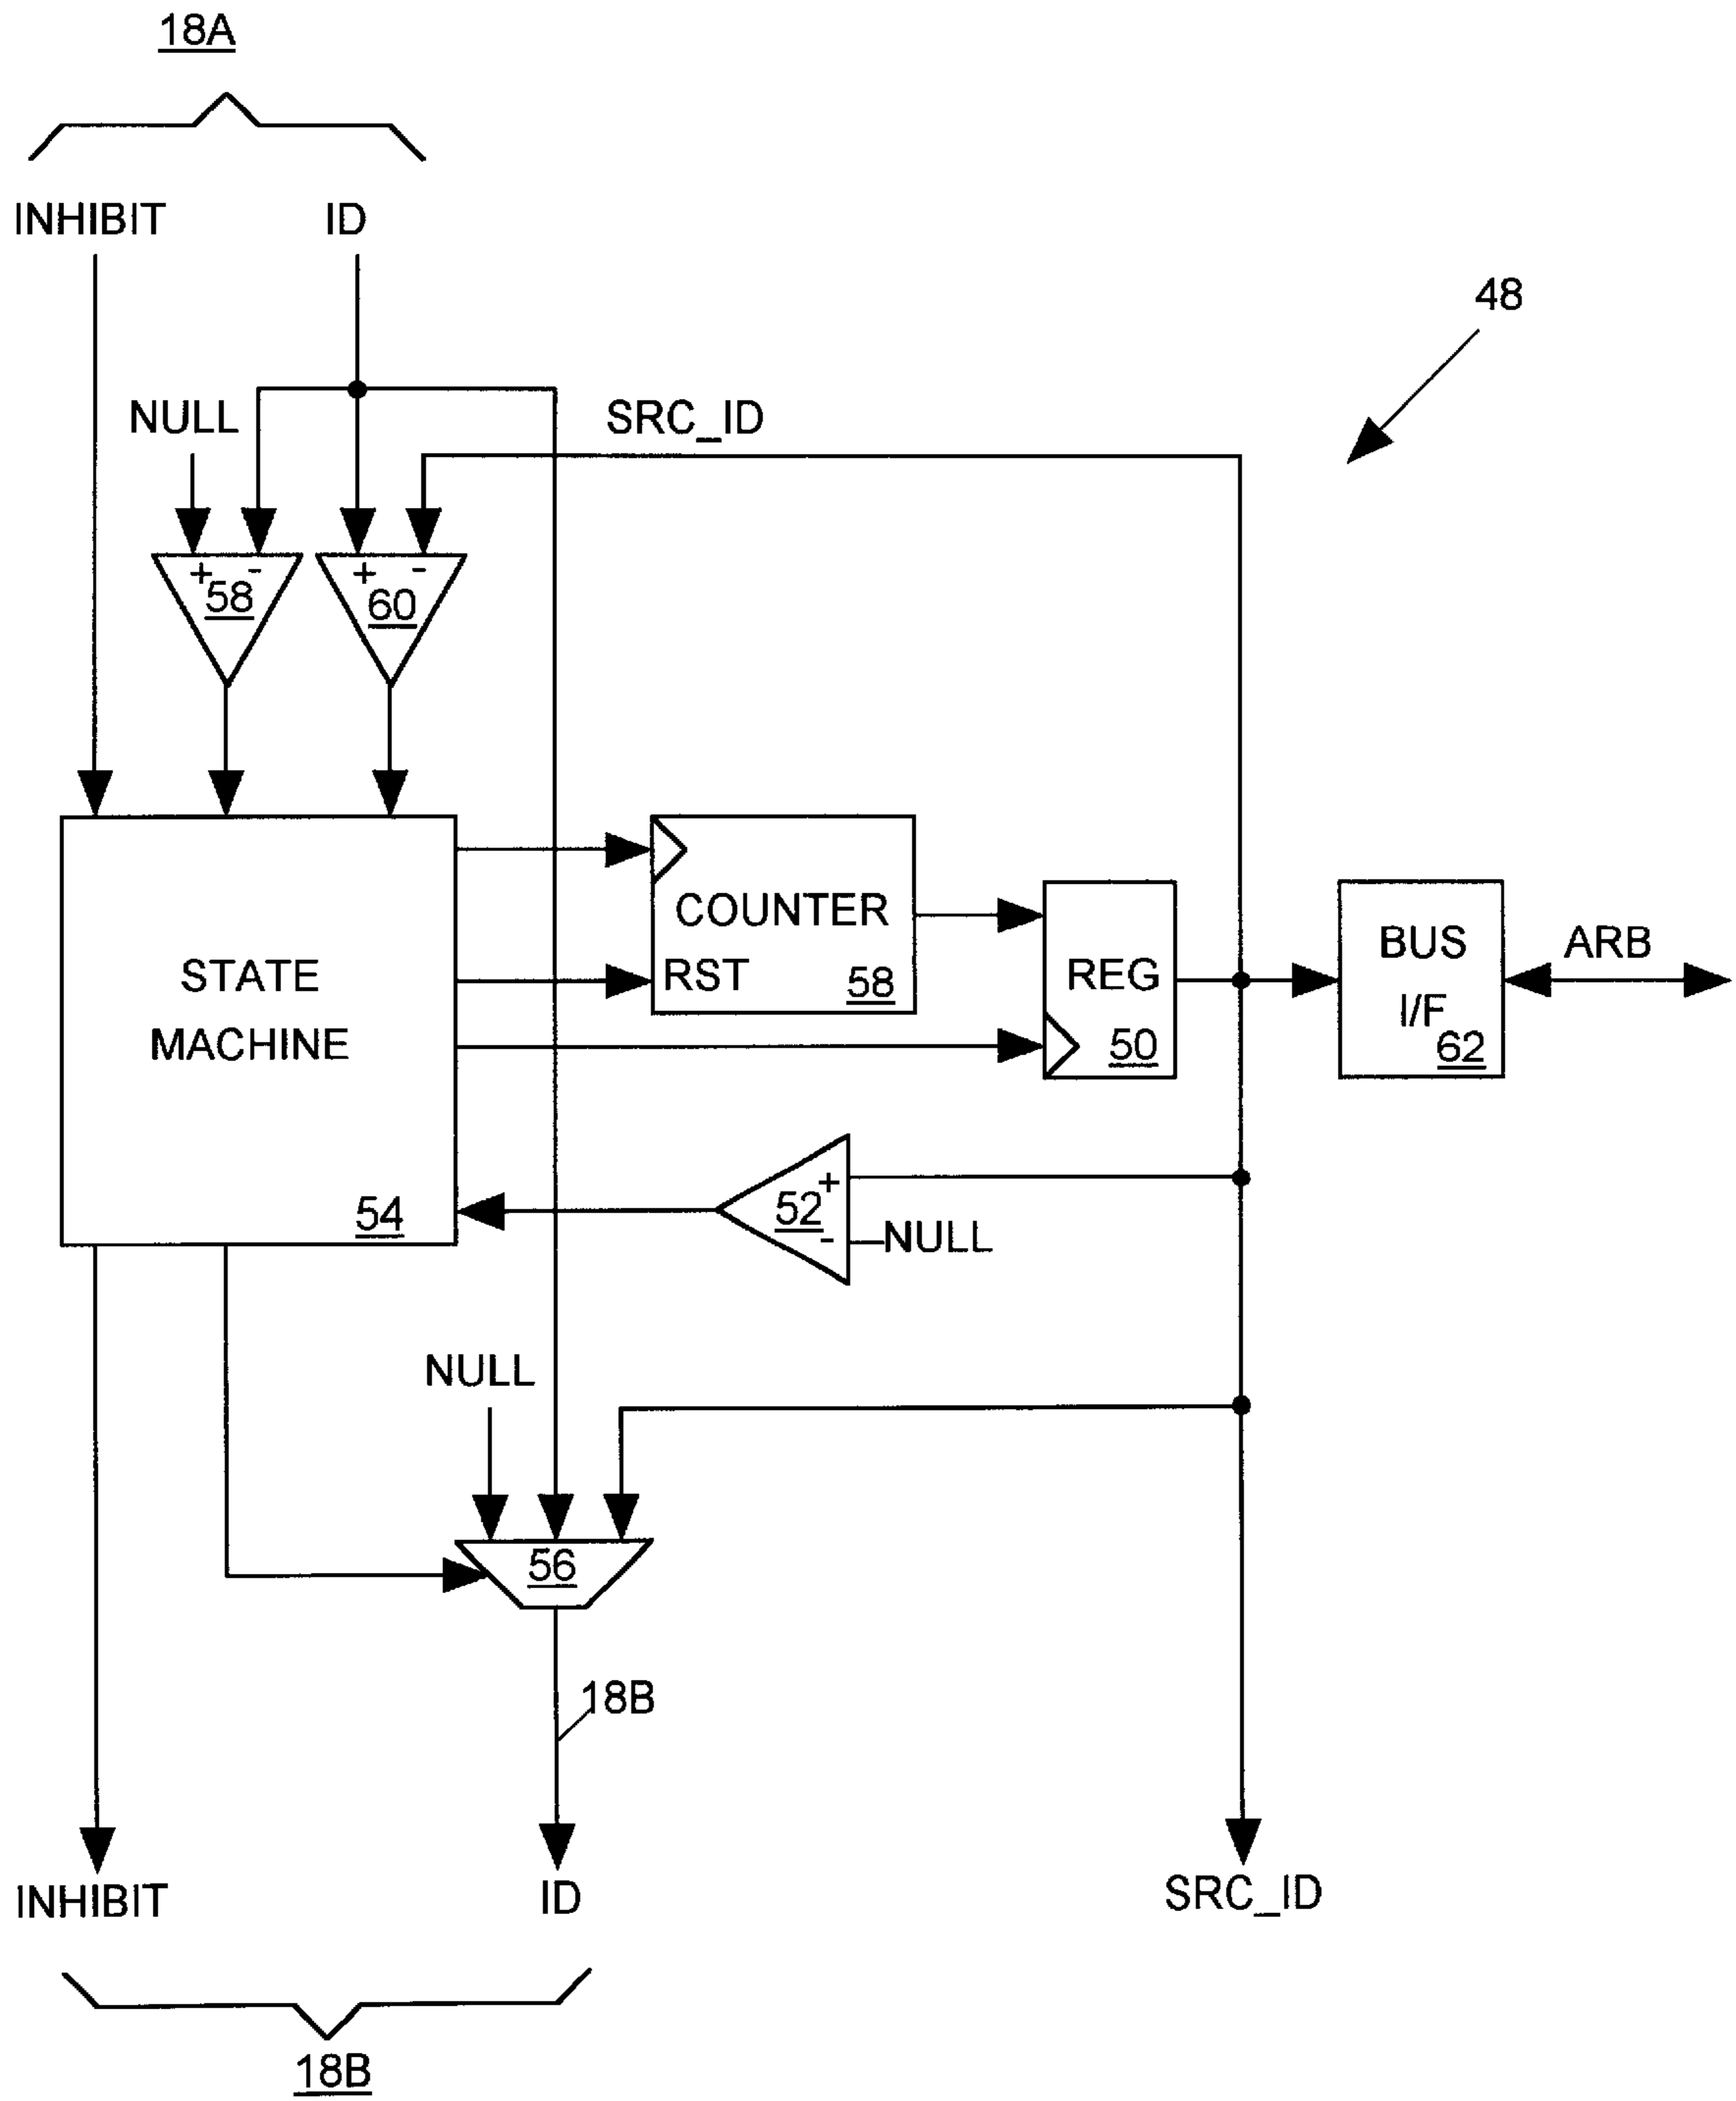 18A
INHIBIT ID
48
NULL SRC_ID
+ - + -
58 60
COUNTER
RST 58
STATE
MACHINE
54
REG
50
BUS
I/F
62
ARB
+
52
- NULL
NULL
56
18B
INHIBIT ID SRC_ID
18B